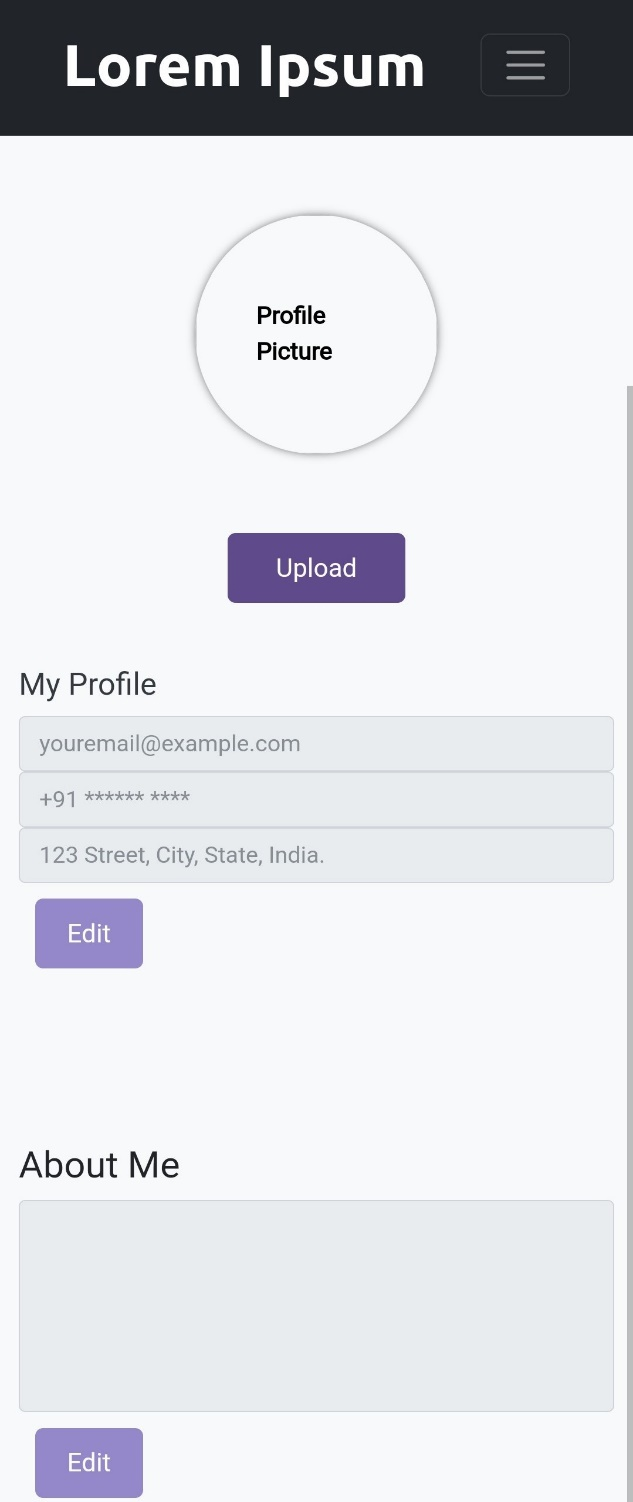 Lorem Ipsum
Profile
Picture
Upload
My Profile
youremail@example.com
+91 ****** ****
123 Street, City, State, India.
Edit
About Me
Edit